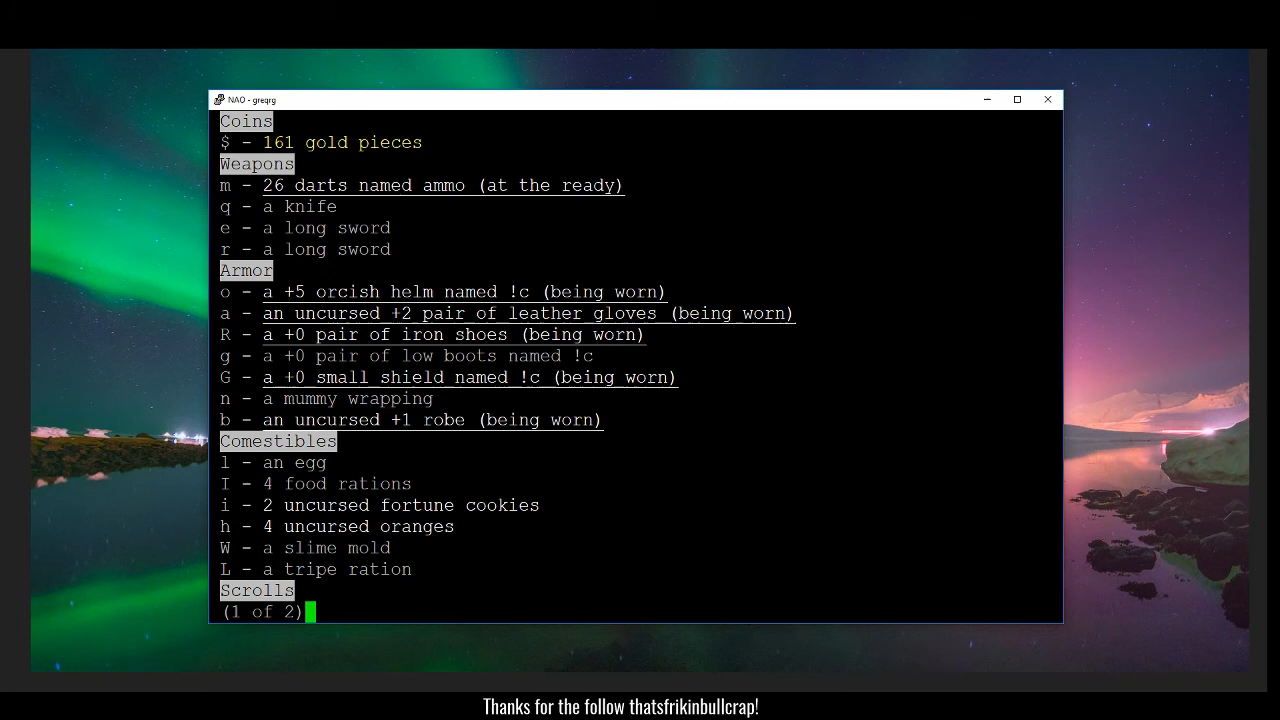 NAO - greqrg
Coins
$ - 161 gold pieces
Weapons
m - 26 darts named ammo (at the ready)
q - a knife
e - a long sword
r - a long sword
Armor
o - a +5 orcish helm named !c (being worn)
a - an uncursed +2 pair of leather gloves (being worn)
R - a +0 pair of iron shoes (being worn)
g - a +0 pair of low boots named !c
G - a +0 small shield named !c (being worn)
n - a mummy wrapping
b - an uncursed +1 robe (being worn)
Comestibles
l - an egg
I - 4 food rations
i - 2 uncursed fortune cookies
h - 4 uncursed oranges
W - a slime mold
L - a tripe ration
Scrolls
(1 of 2)
Thanks for the follow thatsfrikinbullcrap!